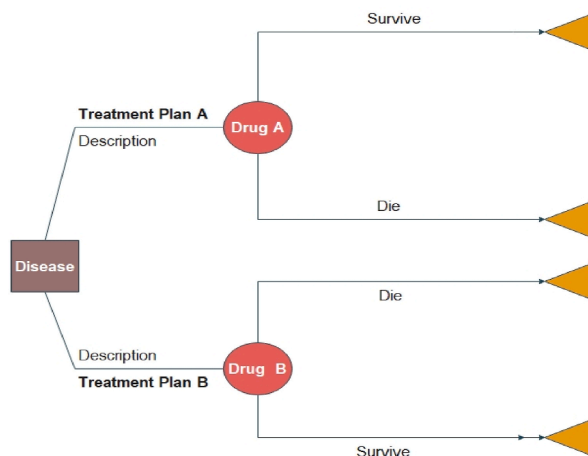 Survive
Treatment Plan A
Drug A
Description
Die
Disease
Die
Description
Drug B
Treatment Plan B
Survive